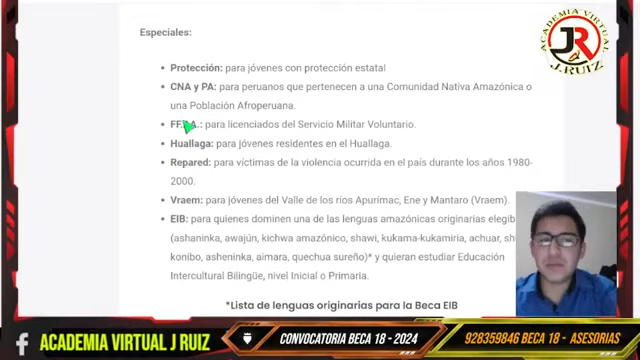 Especiales:
Protección: para jóvenes con protección estatal
CNA y PA: para peruanos que pertenecen a una Comunidad Nativa Amazónica o
una Población Afroperuana.
para licenciados del Servicio Militar Voluntario.
Huallaga: para jóvenes residentes en el Huallaga.
Repared: para víctimas de la violencia ocurrida en el país durante los años 1980-
2000.
Vraem: para jóvenes del Valle de los ríos Apurímac, Ene y Mantaro (Vraem).
EIB: para quienes dominen una de las lenguas amazónicas originarias
(ashaninka, awajún, kichwa amazónico, shawi, kukama-kukamiria, achuar,
konibo, asheninka, aimara, quechua sureño)* y quieran estudiar Educación
Intercultural Bilingüe, nivel Inicial o Primaria.
*Lista de lenguas originarias para la Beca EIB
ACADEMIA VIRTUAL
JR
J.RUIZ
f ACADEMIA VIRTUAL J RUIZ
CONVOCATORIA BECA 18 - 2024
928359846 BECA 18 - ASESORIAS